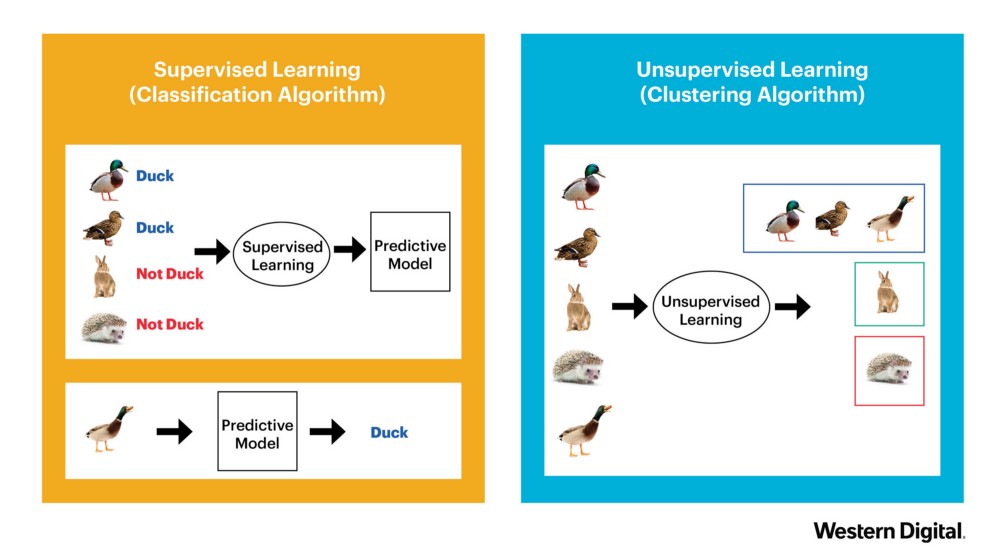 Supervised Learning
(Classification Algorithm)
Duck
Duck
Not Duck
Not Duck
Supervised
Learning
Predictive
Model
Predictive
Model
Duck
Unsupervised Learning
(Clustering Algorithm)
Unsupervised
Learning
Western Digital.